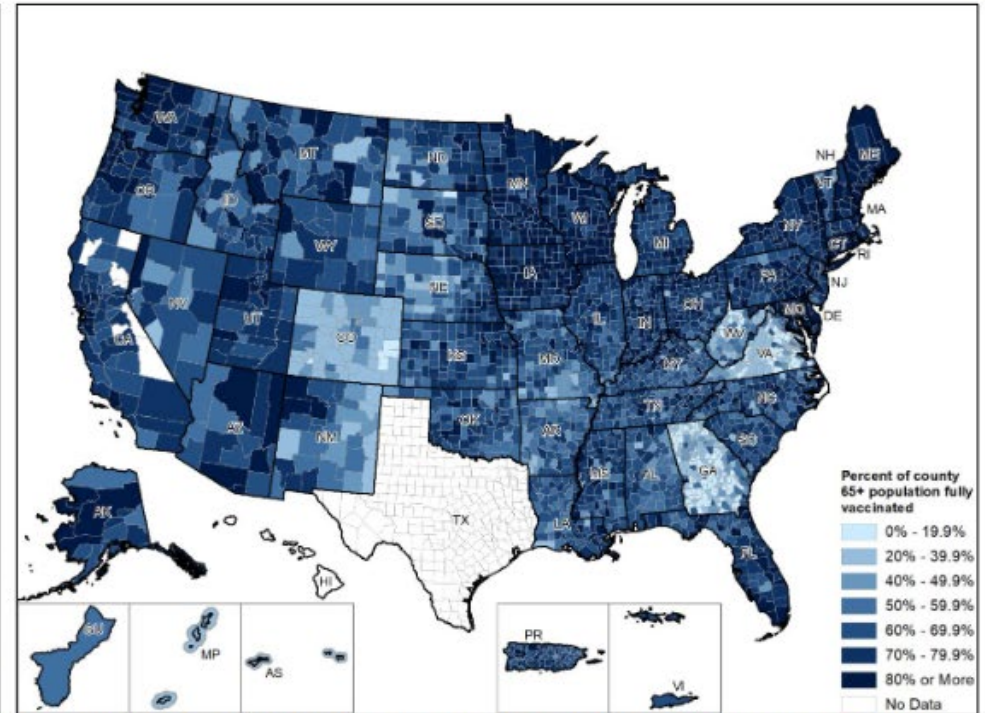 WA
MT
ND
MN
OR
ID
SD
WI
MI
WY
NE
IA
NV
UT
CO
KS
MO
IL
IN
OH
KY
WV
VA
PA
NY
NH
VT
ME
MA
CT
RI
NJ
DE
MD
CA
AZ
NM
OK
AR
TN
NC
SC
MS
AL
GA
TX
LA
FL
AK
HI
GU
MP
AS
PR
VI
Percent of county
65+ population fully
vaccinated
0% - 19.9%
20% - 39.9%
40% - 49.9%
50% - 59.9%
60% - 69.9%
70% - 79.9%
80% or More
No Data